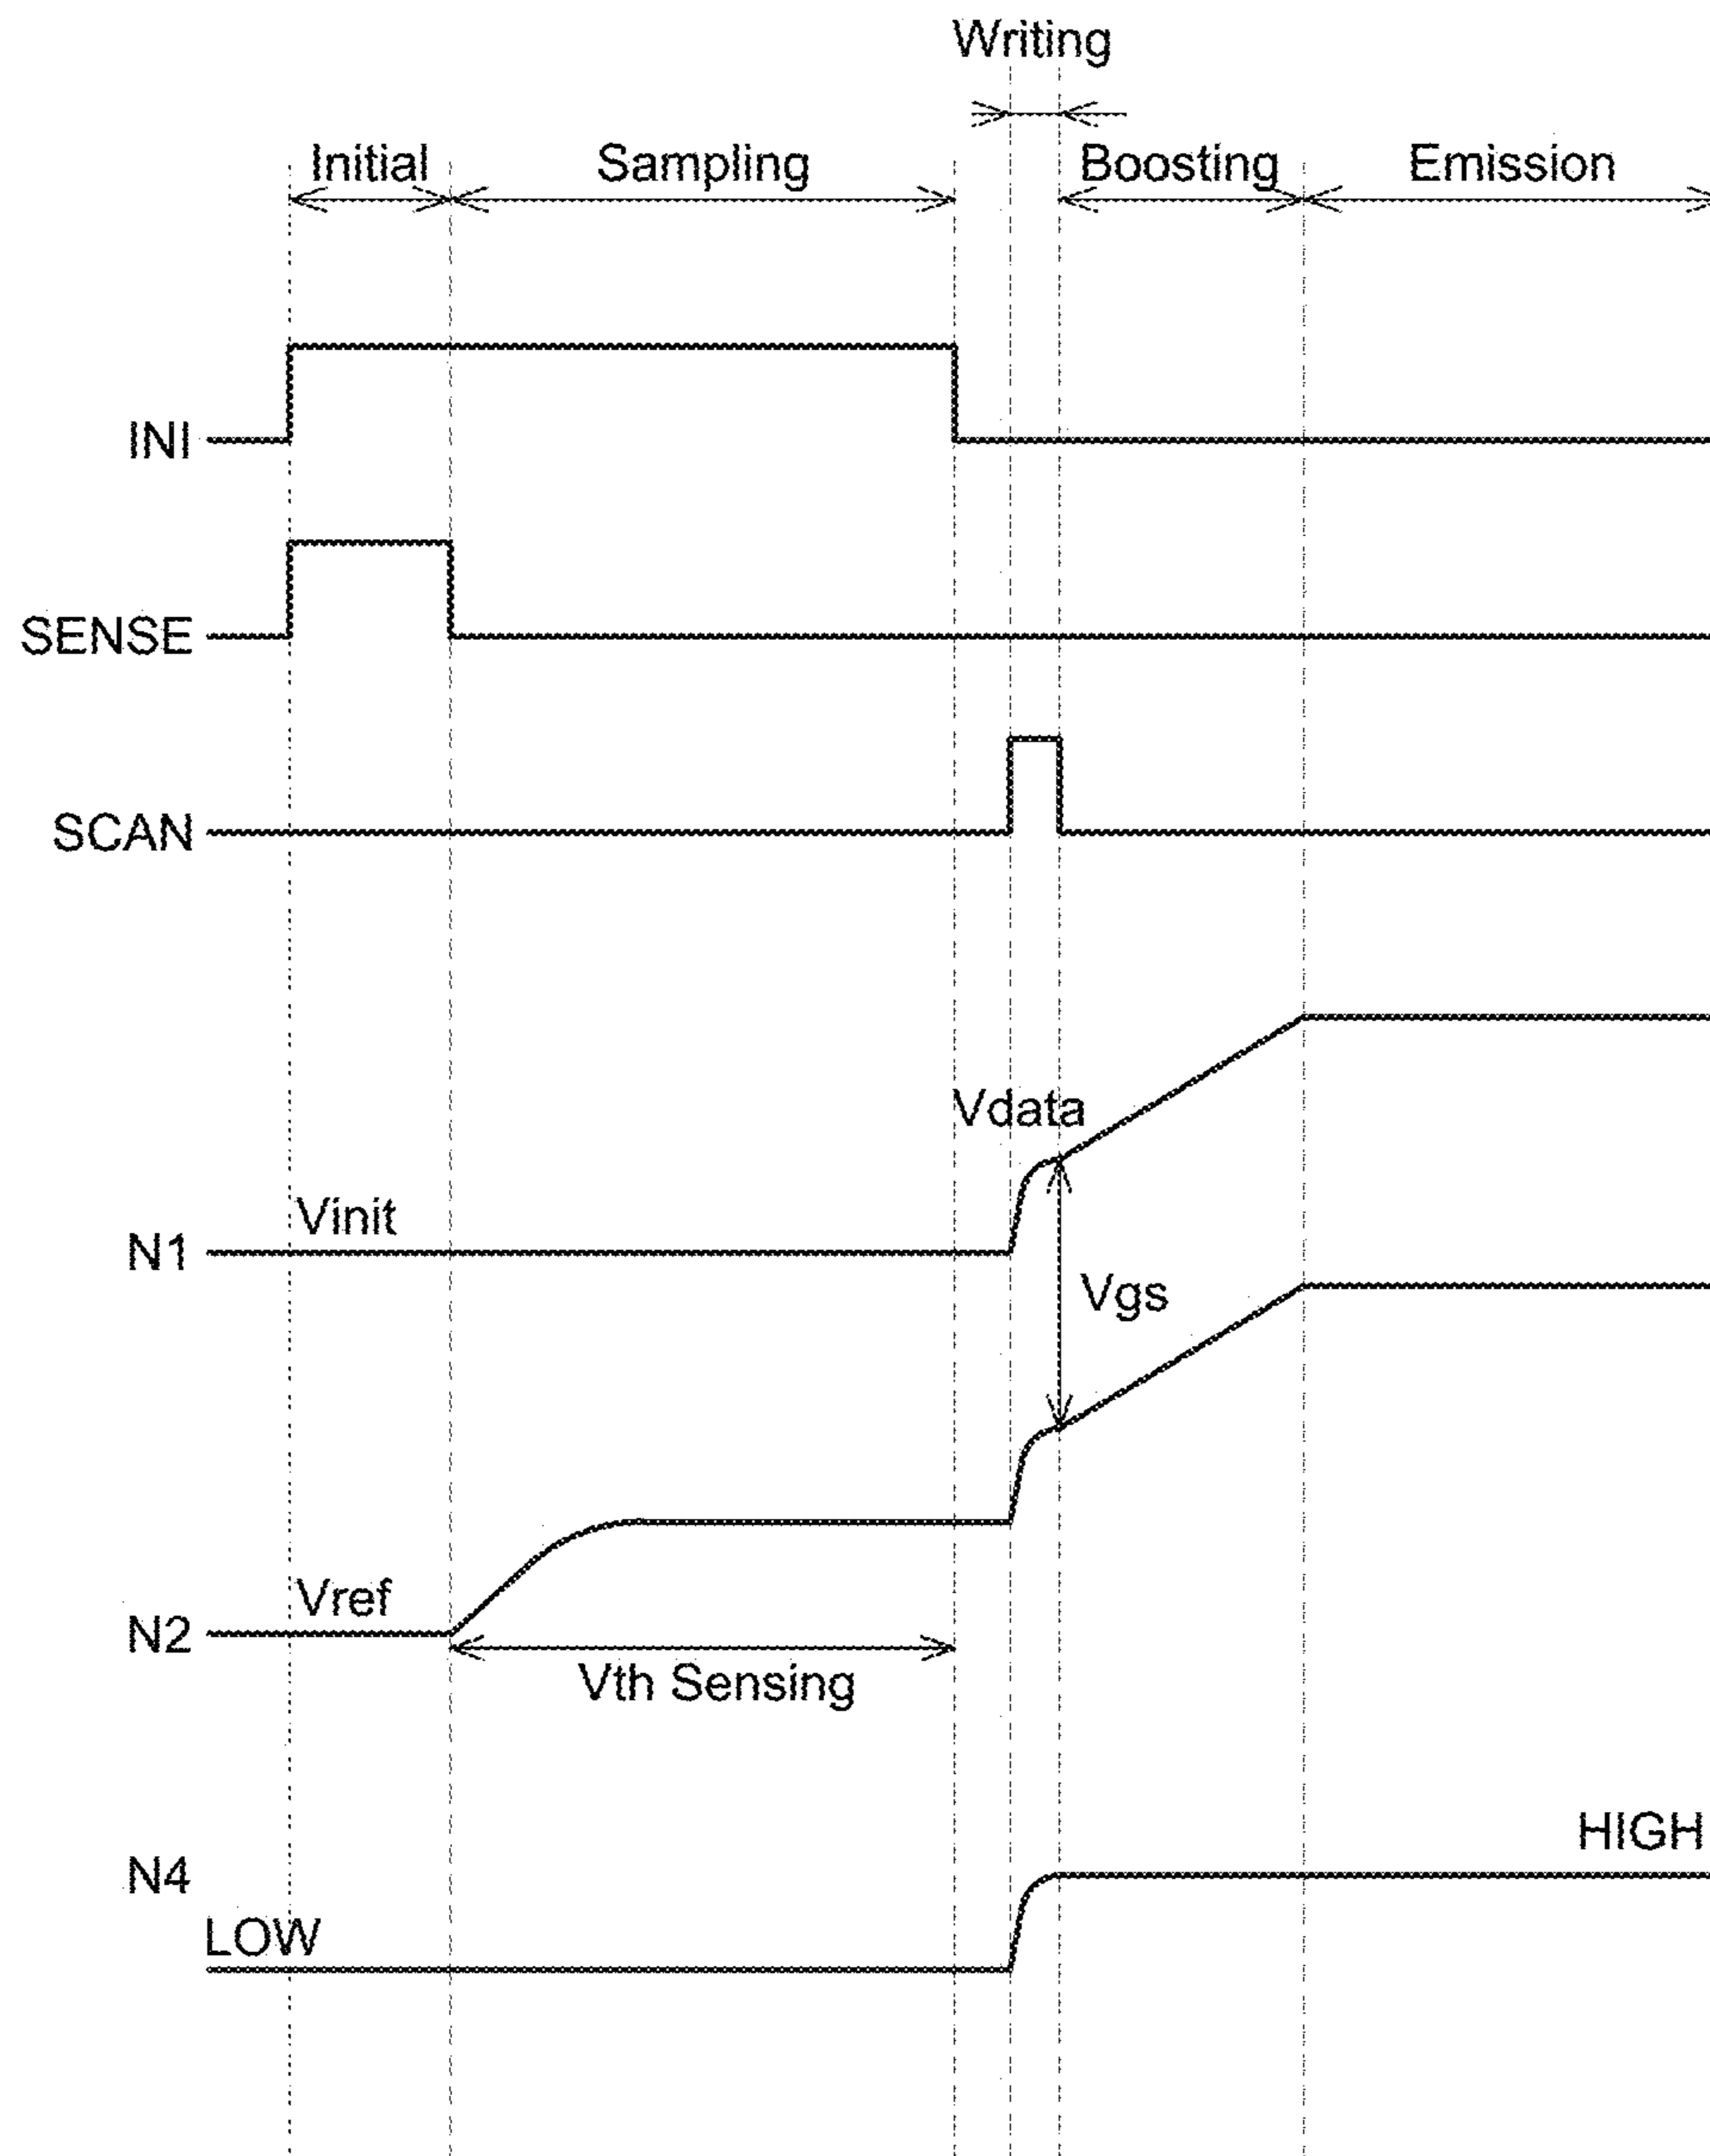 Writing
Initial
Sampling
Boosting
Emission
INI
SENSE
SCAN
Vdata
Vinit
N1
Vgs
Vref
N2
Vth Sensing
HIGH
N4
LOW